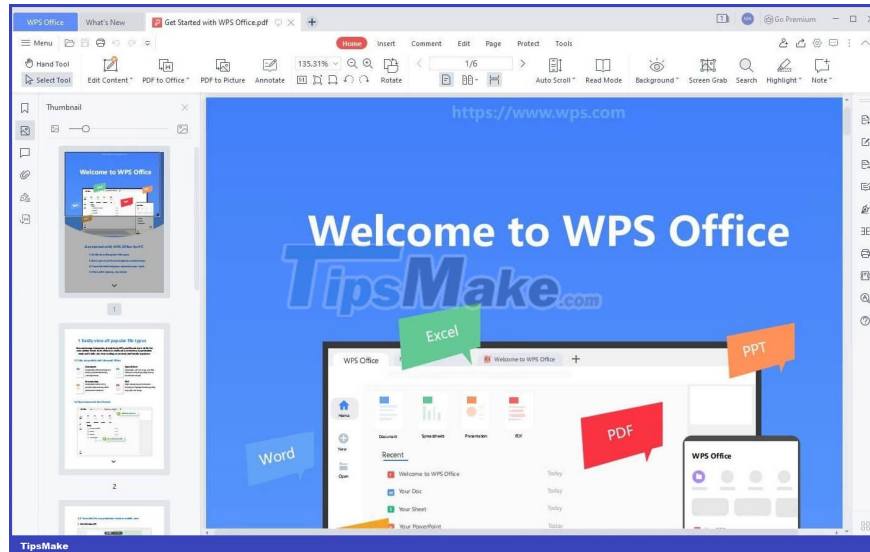 WPS Office What's New Get Started with WPS Office.pdf Go Premium
Menu Home Insert Comment Edit Page Protect Tools
Hand Tool 135.31% 1/6
Select Tool Edit Content PDF to Office PDF to Picture Annotate Rotate Auto Scroll Read Mode Background Screen Grab Search Highlight Note
Thumbnail
https://www.wps.com
Welcome to WPS Office
Welcome to WPS Office
TipsMake.com
1
Excel
PPT
WPS Office Welcome to WPS Office
1 Easily view all popular file types
Home
Document Spreadsheets Presentation PDF
PDF
Word
New
Recent
WPS Office
Open
Welcome to WPS Office Today
Your Doc Today
2
Your Sheet Today
Your PowerPoint Today
TipsMake